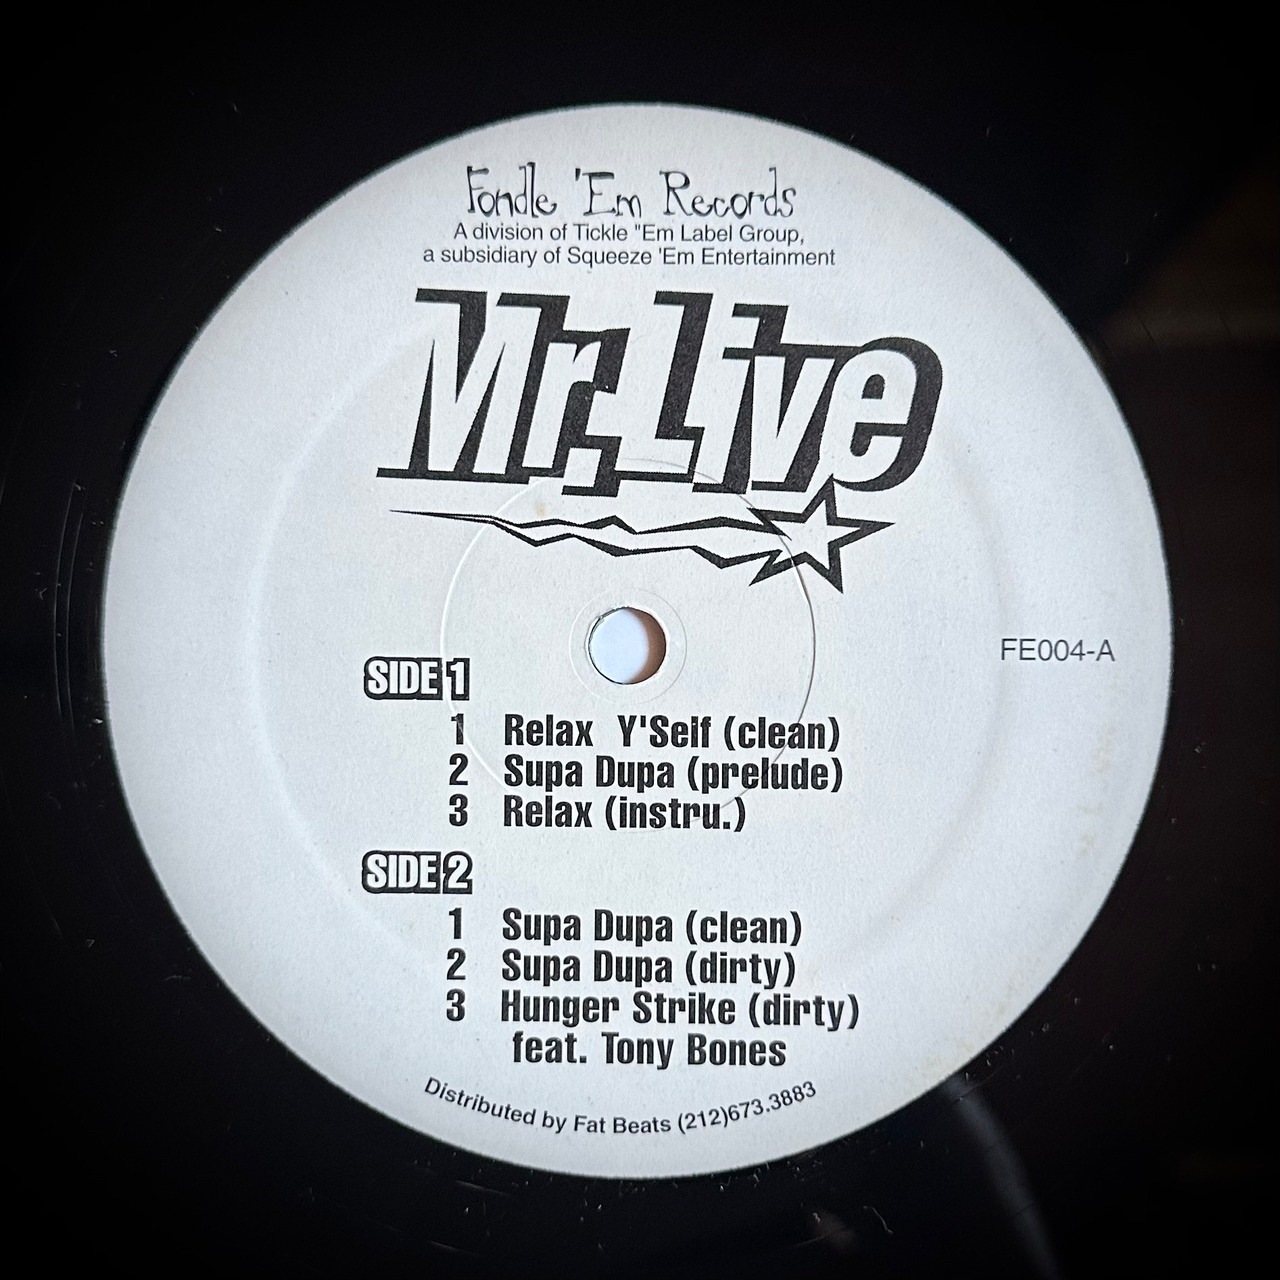 Fondle 'Em Records
A division of Tickle "Em Label Group,
a subsidiary of Squeeze 'Em Entertainment
Mr. Live
FE004-A
SIDE 1
1 Relax Y'Self (clean)
2 Supa Dupa (prelude)
3 Relax (instru.)
SIDE 2
1 Supa Dupa (clean)
2 Supa Dupa (dirty)
3 Hunger Strike (dirty)
feat. Tony Bones
Distributed by Fat Beats (212)673.3883